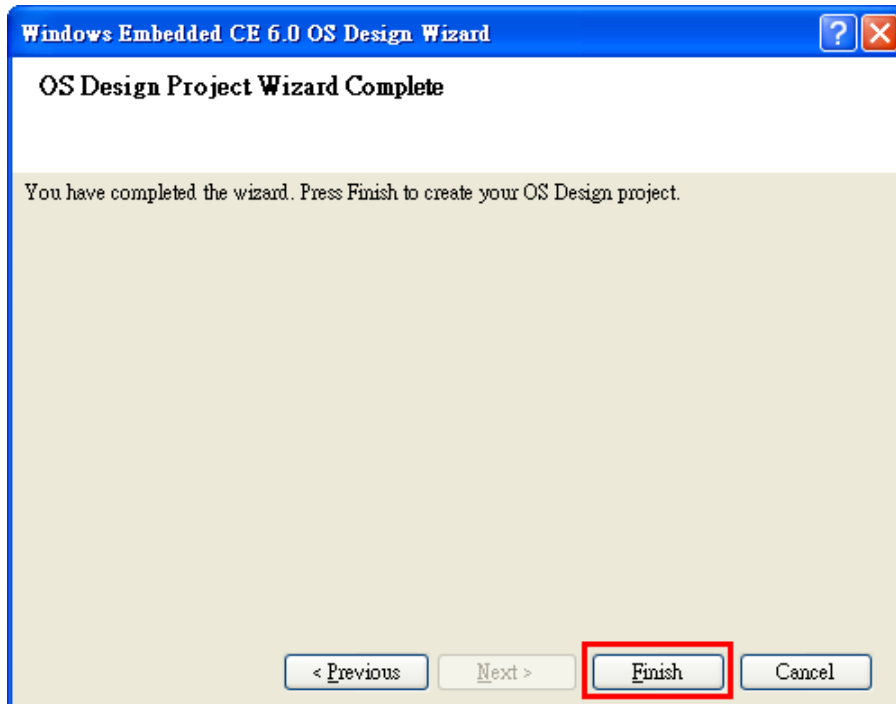 Windows Embedded CE 6.0 OS Design Wizard
OS Design Project Wizard Complete
You have completed the wizard. Press Finish to create your OS Design project.
< Previous Next > Finish Cancel